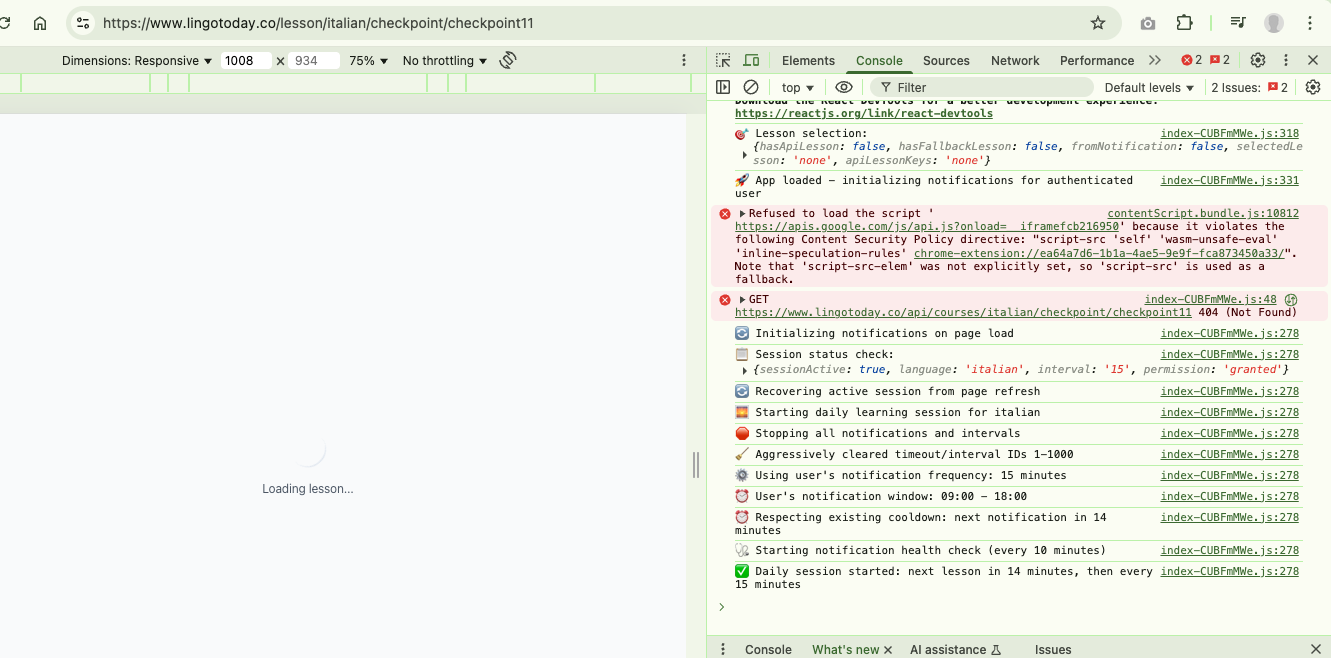 https://www.lingotoday.co/lesson/italian/checkpoint/checkpoint11
Dimensions: Responsive ▼ 1008 × 934 75% ▼ No throttling ▼
Elements Console Sources Network Performance >> 2 2
top ▼ Filter Default levels ▼ 2 Issues: 2
Download the React DevTools for a better development experience:
https://reactjs.org/link/react-devtools
🎯 Lesson selection: index-CUBFmMWe.js:318
{hasApiLesson: false, hasFallbackLesson: false, fromNotification: false, selectedLe
sson: 'none', apiLessonKeys: 'none'}
🚀 App loaded – initializing notifications for authenticated index-CUBFmMWe.js:331
user
Refused to load the script ' contentScript.bundle.js:10812
https://apis.google.com/js/api.js?onload=__iframefcb216950' because it violates the
following Content Security Policy directive: "script-src 'self' 'wasm-unsafe-eval'
'inline-speculation-rules' chrome-extension://ea64a7d6-1b1a-4ae5-9e9f-fca873450a33/".
Note that 'script-src-elem' was not explicitly set, so 'script-src' is used as a
fallback.
GET index-CUBFmMWe.js:48
https://www.lingotoday.co/api/courses/italian/checkpoint/checkpoint11 404 (Not Found)
🔄 Initializing notifications on page load index-CUBFmMWe.js:278
📋 Session status check: index-CUBFmMWe.js:278
{sessionActive: true, language: 'italian', interval: '15', permission: 'granted'}
🔄 Recovering active session from page refresh index-CUBFmMWe.js:278
🌅 Starting daily learning session for italian index-CUBFmMWe.js:278
🛑 Stopping all notifications and intervals index-CUBFmMWe.js:278
🧹 Aggressively cleared timeout/interval IDs 1-1000 index-CUBFmMWe.js:278
⚙️ Using user's notification frequency: 15 minutes index-CUBFmMWe.js:278
⏰ User's notification window: 09:00 – 18:00 index-CUBFmMWe.js:278
⏰ Respecting existing cooldown: next notification in 14 index-CUBFmMWe.js:278
minutes
🩺 Starting notification health check (every 10 minutes) index-CUBFmMWe.js:278
✅ Daily session started: next lesson in 14 minutes, then every index-CUBFmMWe.js:278
15 minutes
Loading lesson...
Console What's new × AI assistance Issues